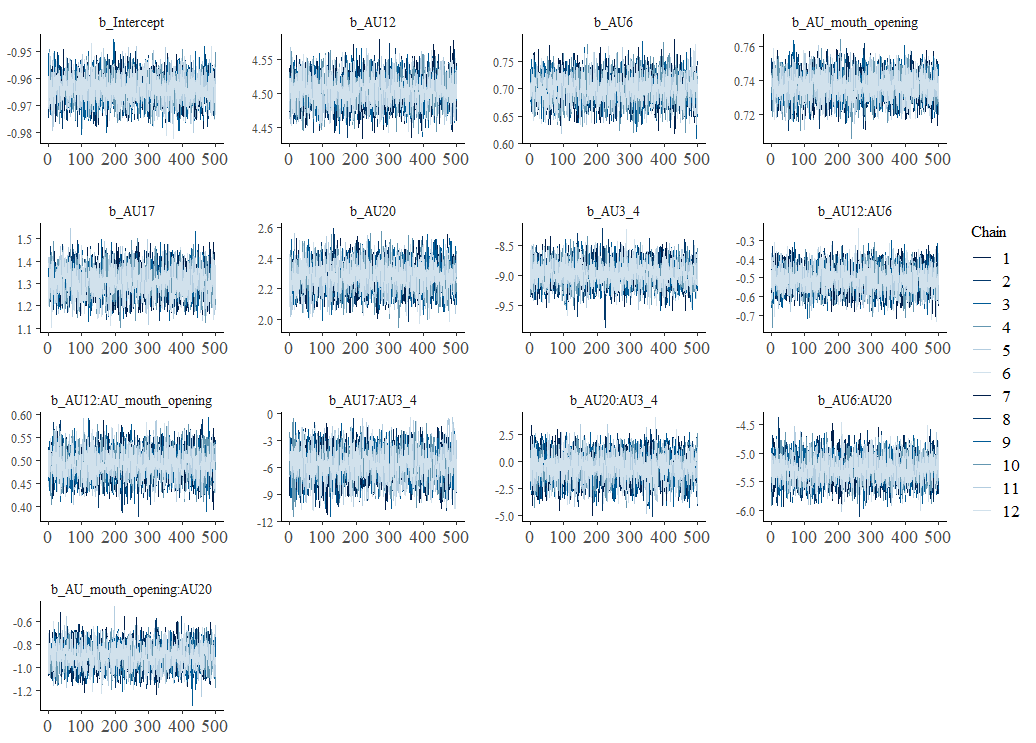 b_Intercept
-0.95
-0.96
-0.97
-0.98
0 100 200 300 400 500
b_AU12
4.55
4.50
4.45
0 100 200 300 400 500
b_AU6
0.75
0.70
0.65
0.60
0 100 200 300 400 500
b_AU_mouth_opening
0.76
0.74
0.72
0 100 200 300 400 500
b_AU17
1.5
1.4
1.3
1.2
1.1
0 100 200 300 400 500
b_AU20
2.6
2.4
2.2
2.0
0 100 200 300 400 500
b_AU3_4
-8.5
-9.0
-9.5
0 100 200 300 400 500
b_AU12:AU6
-0.3
-0.4
-0.5
-0.6
-0.7
0 100 200 300 400 500
b_AU12:AU_mouth_opening
0.60
0.55
0.50
0.45
0.40
0 100 200 300 400 500
b_AU17:AU3_4
0
-3
-6
-9
-12
0 100 200 300 400 500
b_AU20:AU3_4
2.5
0.0
-2.5
-5.0
0 100 200 300 400 500
b_AU6:AU20
-4.5
-5.0
-5.5
-6.0
0 100 200 300 400 500
b_AU_mouth_opening:AU20
-0.6
-0.8
-1.0
-1.2
0 100 200 300 400 500
Chain
1
2
3
4
5
6
7
8
9
10
11
12